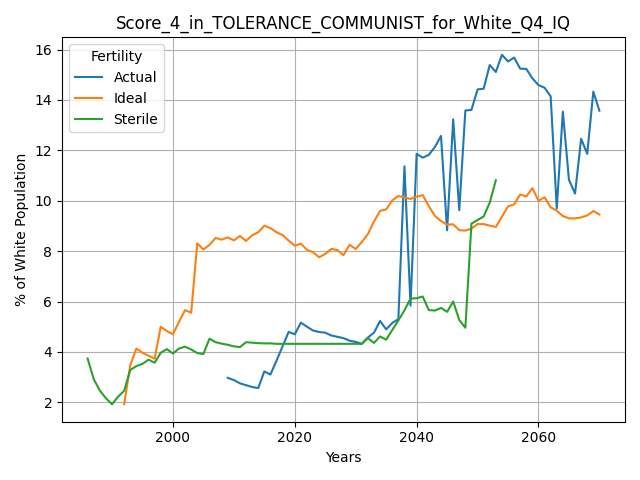 Score_4_in_TOLERANCE_COMMUNIST_for_White_Q4_IQ
Fertility
Actual
Ideal
Sterile
% of White Population
16
14
12
10
8
6
4
2
2000 2020 2040 2060
Years